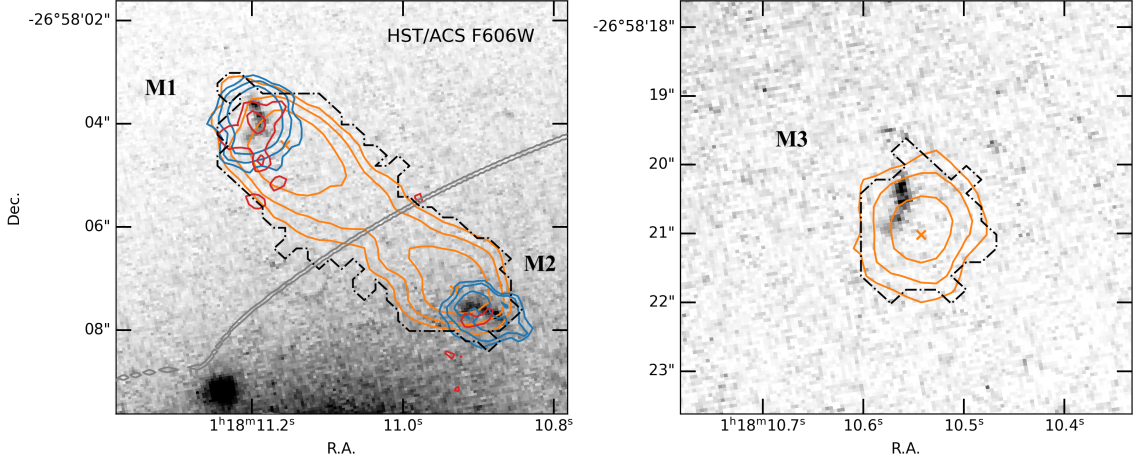 HST/ACS F606W
M1
M2
-26°58'02"
04"
06"
08"
Dec.
1ʰ18ᵐ11.2ˢ
11.0ˢ
10.8ˢ
R.A.
M3
-26°58'18"
19"
20"
21"
22"
23"
1ʰ18ᵐ10.7ˢ
10.6ˢ
10.5ˢ
10.4ˢ
R.A.